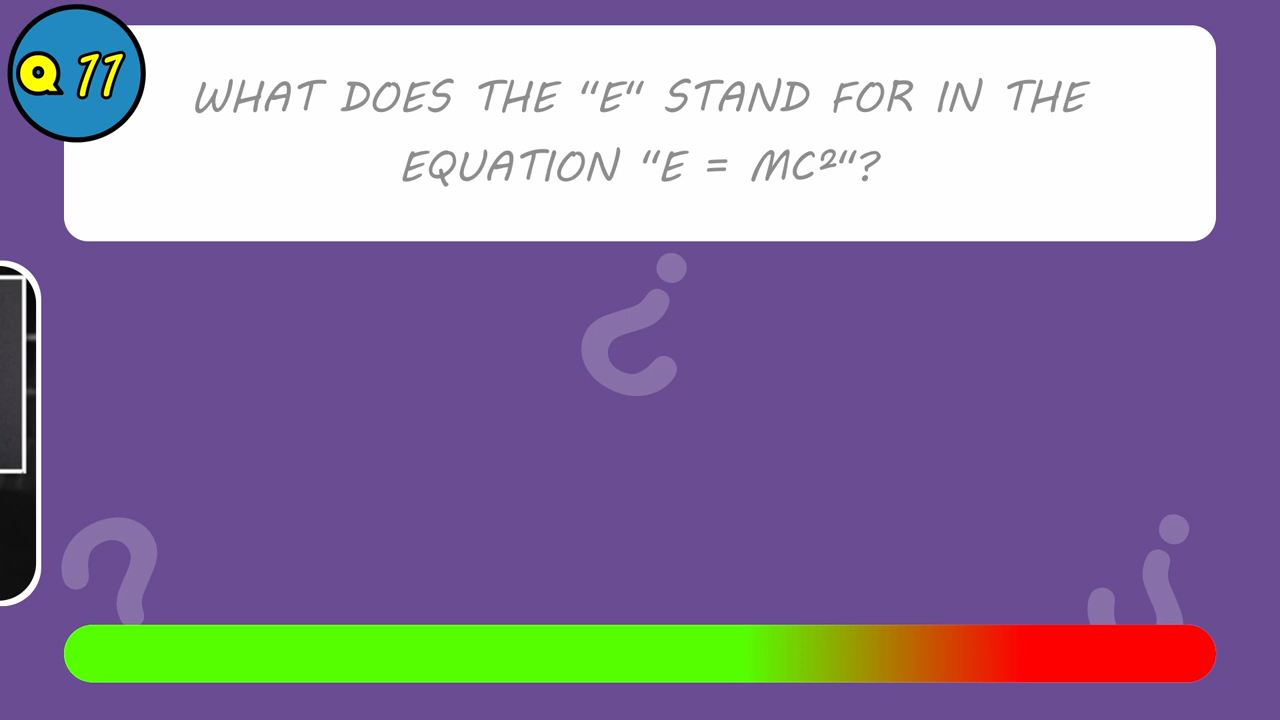 Q 11
WHAT DOES THE "E" STAND FOR IN THE
EQUATION "E = MC²"?